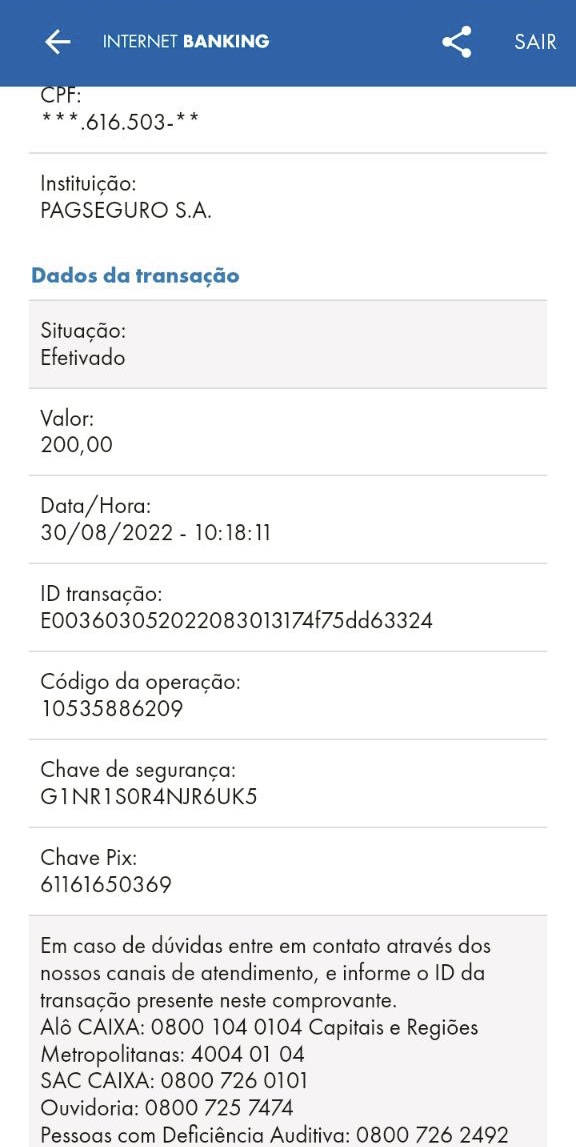 INTERNET BANKING
SAIR
CPF:
***.616.503-**
Instituição:
PAGSEGURO S.A.
Dados da transação
Situação:
Efetivado
Valor:
200,00
Data/Hora:
30/08/2022 - 10:18:11
ID transação:
E00360305202208301317​4f75dd63324
Código da operação:
10535886209
Chave de segurança:
G1NR1S0R4NJR6UK5
Chave Pix:
61161650369
Em caso de dúvidas entre em contato através dos
nossos canais de atendimento, e informe o ID da
transação presente neste comprovante.
Alô CAIXA: 0800 104 0104 Capitais e Regiões
Metropolitanas: 4004 01 04
SAC CAIXA: 0800 726 0101
Ouvidoria: 0800 725 7474
Pessoas com Deficiência Auditiva: 0800 726 2492